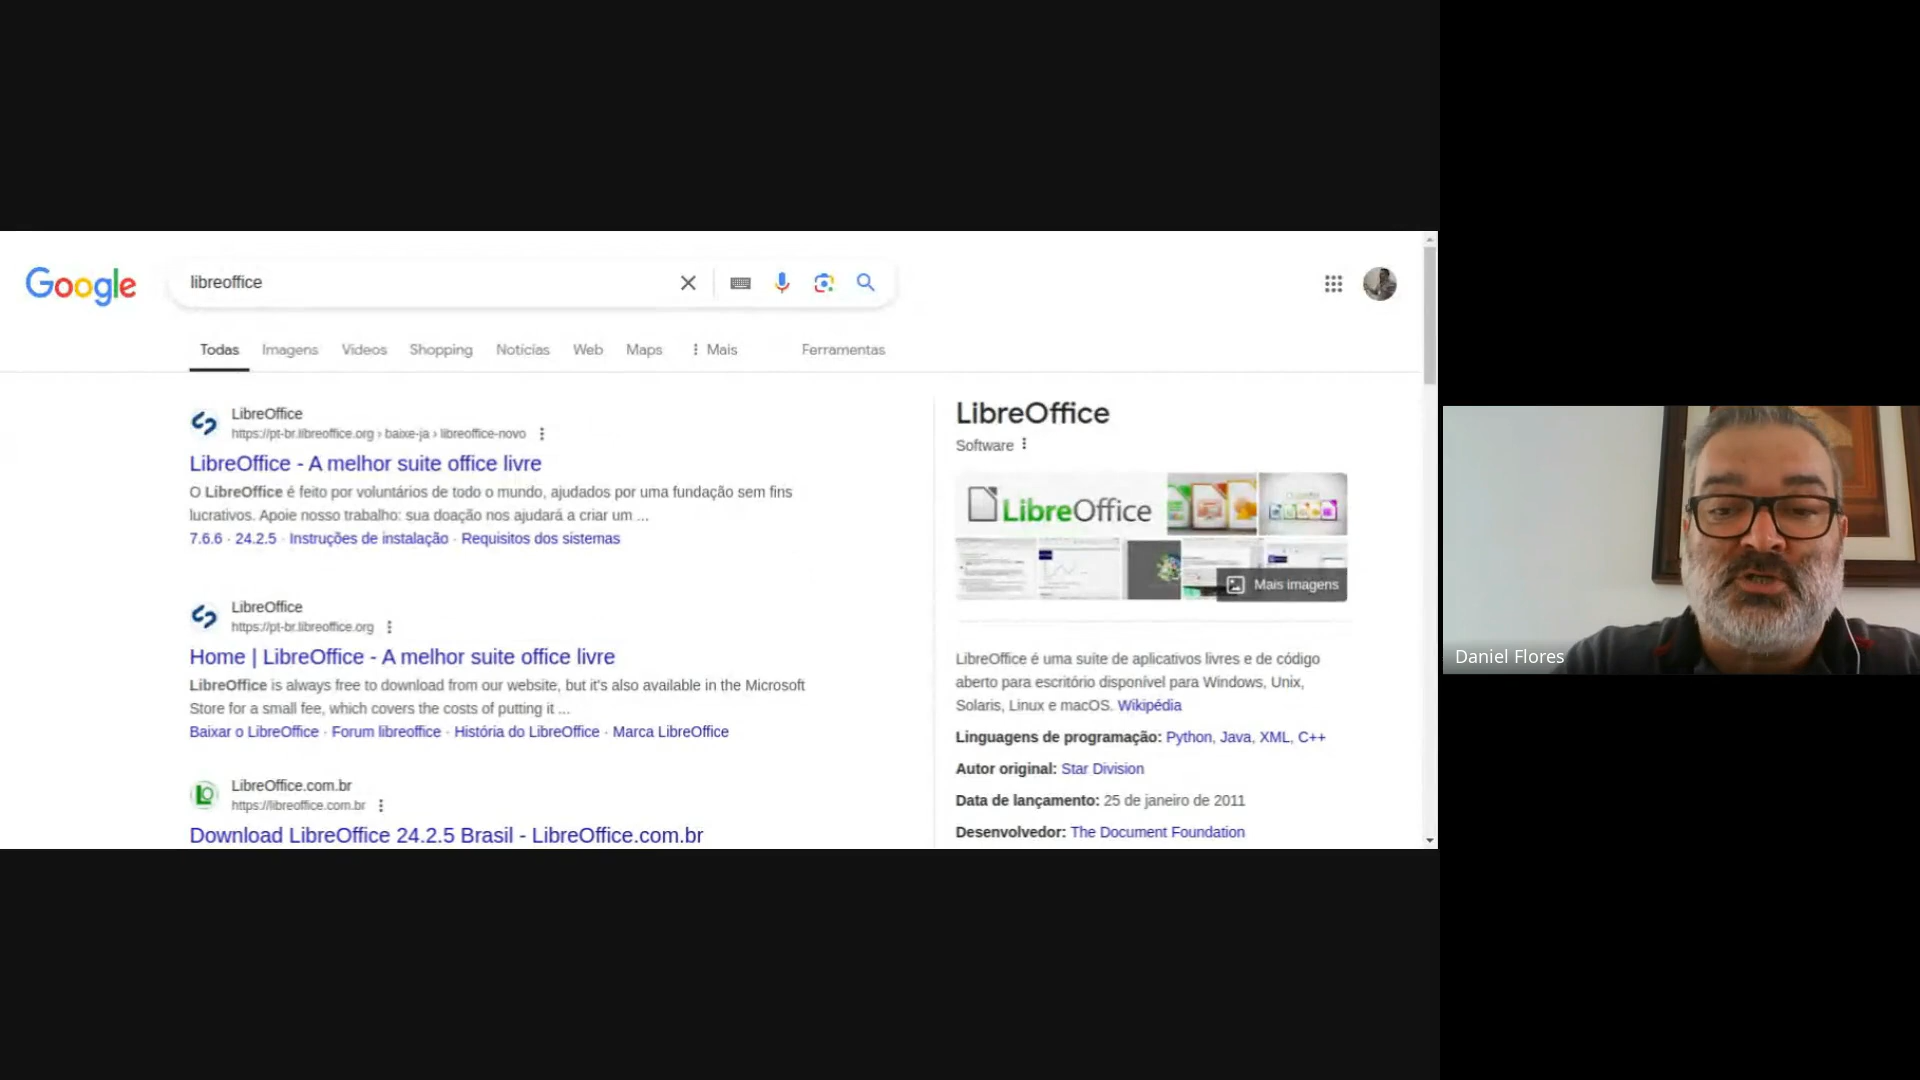 Google
libreoffice
Todas Imagens Vídeos Shopping Notícias Web Maps Mais Ferramentas
LibreOffice
https://pt-br.libreoffice.org › baixe-ja › libreoffice-novo
LibreOffice - A melhor suite office livre
O LibreOffice é feito por voluntários de todo o mundo, ajudados por uma fundação sem fins
lucrativos. Apoie nosso trabalho: sua doação nos ajudará a criar um ...
7.6.6 · 24.2.5 · Instruções de instalação · Requisitos dos sistemas
LibreOffice
https://pt-br.libreoffice.org
Home | LibreOffice - A melhor suite office livre
LibreOffice is always free to download from our website, but it's also available in the Microsoft
Store for a small fee, which covers the costs of putting it ...
Baixar o LibreOffice · Forum libreoffice · História do LibreOffice · Marca LibreOffice
LibreOffice.com.br
https://libreoffice.com.br
Download LibreOffice 24.2.5 Brasil - LibreOffice.com.br
LibreOffice
Software
LibreOffice
Mais imagens
LibreOffice é uma suíte de aplicativos livres e de código
aberto para escritório disponível para Windows, Unix,
Solaris, Linux e macOS. Wikipédia
Linguagens de programação: Python, Java, XML, C++
Autor original: Star Division
Data de lançamento: 25 de janeiro de 2011
Desenvolvedor: The Document Foundation
Daniel Flores